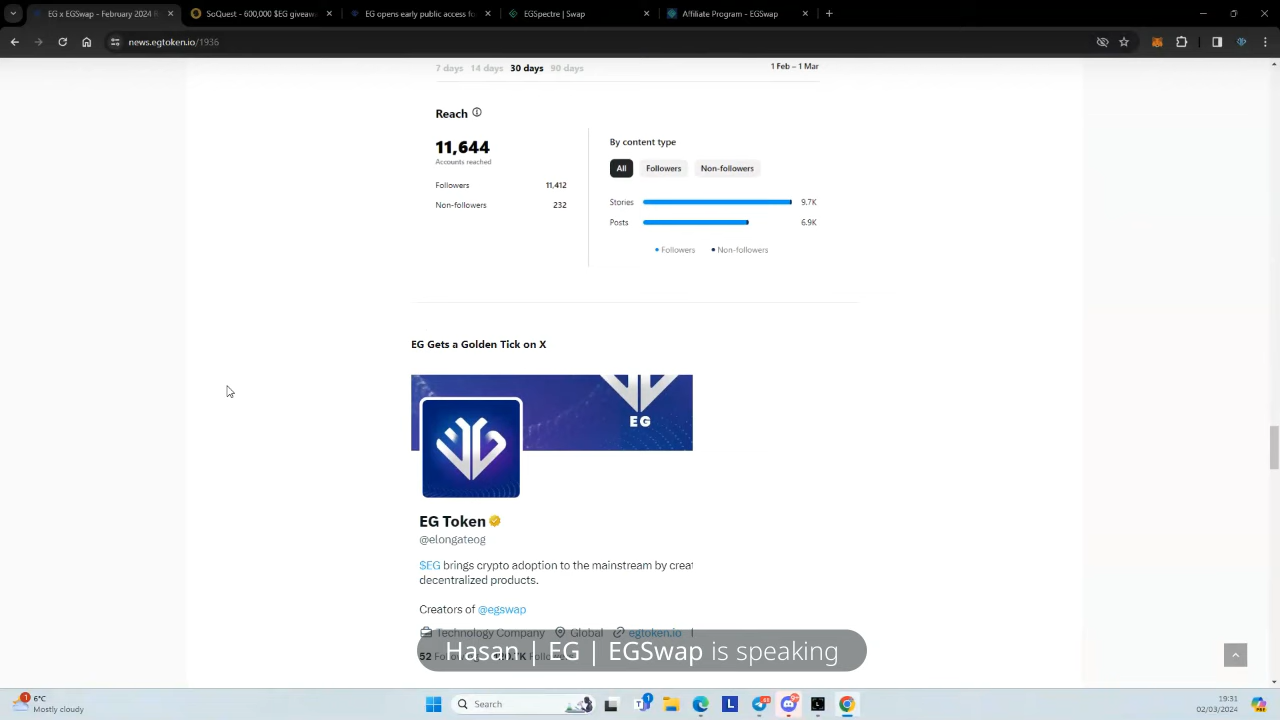 EG x EGSwap - February 2024 R
SoQuest - 600,000 $EG giveaw
EG opens early public access fo
EGSpectre | Swap
Affiliate Program - EGSwap
news.egtoken.io/1936
7 days 14 days 30 days 90 days
1 Feb – 1 Mar
Reach
11,644
Accounts reached
Followers 11,412
Non-followers 232
By content type
All Followers Non-followers
Stories 9.7K
Posts 6.9K
Followers Non-followers
EG Gets a Golden Tick on X
EG
EG Token
@elongateog
$EG brings crypto adoption to the mainstream by creat
decentralized products.
Creators of @egswap
Technology Company Global egtoken.io
52
Hasan | EG | EGSwap is speaking
1
6°C
Mostly cloudy
Search
19:31
02/03/2024